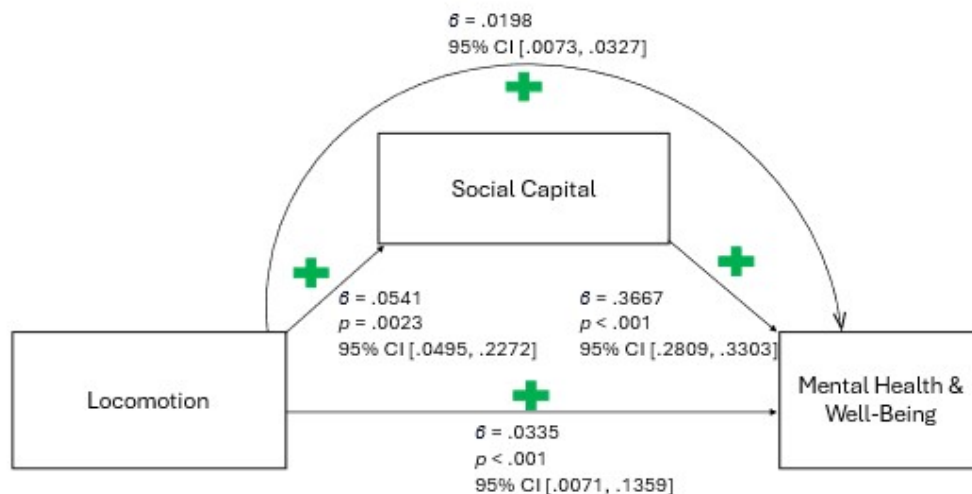 β = .0198
95% CI [.0073, .0327]
Social Capital
β = .0541
p = .0023
95% CI [.0495, .2272]
β = .3667
p < .001
95% CI [.2809, .3303]
Locomotion
Mental Health &
Well-Being
β = .0335
p < .001
95% CI [.0071, .1359]